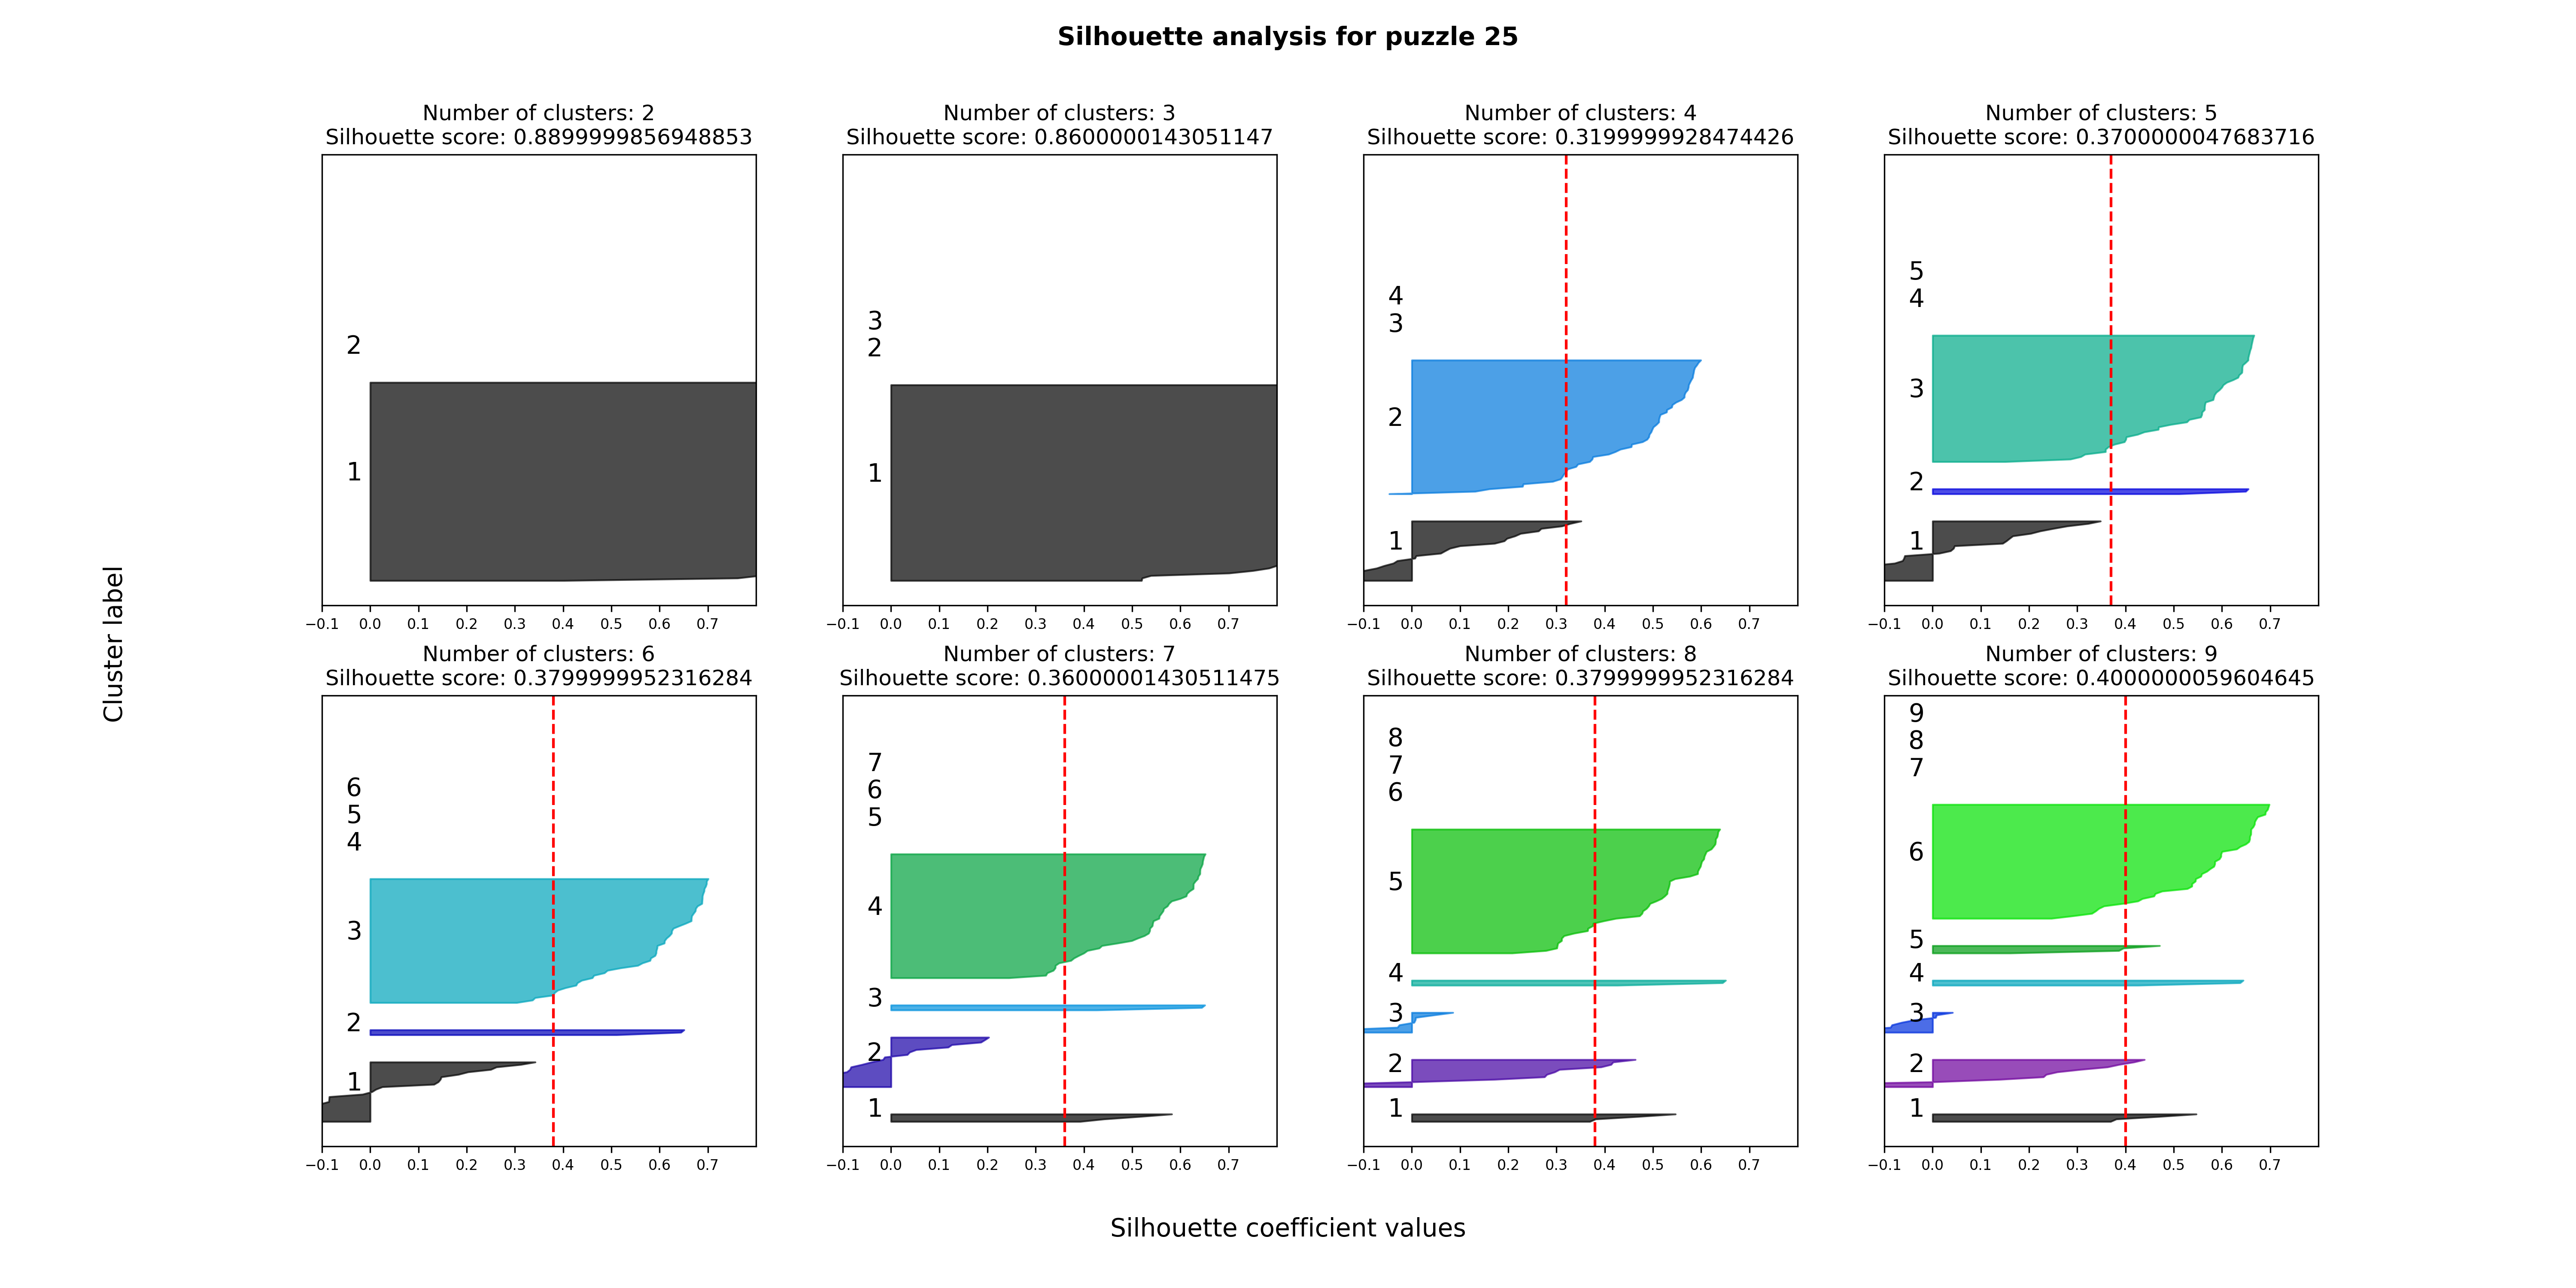 Silhouette analysis for puzzle 25
Number of clusters: 2
Silhouette score: 0.8899999856948853
2
1
−0.1 0.0 0.1 0.2 0.3 0.4 0.5 0.6 0.7
Number of clusters: 3
Silhouette score: 0.8600000143051147
3
2
1
−0.1 0.0 0.1 0.2 0.3 0.4 0.5 0.6 0.7
Number of clusters: 4
Silhouette score: 0.3199999928474426
4
3
2
1
−0.1 0.0 0.1 0.2 0.3 0.4 0.5 0.6 0.7
Number of clusters: 5
Silhouette score: 0.3700000047683716
5
4
3
2
1
−0.1 0.0 0.1 0.2 0.3 0.4 0.5 0.6 0.7
Cluster label
Number of clusters: 6
Silhouette score: 0.3799999952316284
6
5
4
3
2
1
−0.1 0.0 0.1 0.2 0.3 0.4 0.5 0.6 0.7
Number of clusters: 7
Silhouette score: 0.36000001430511475
7
6
5
4
3
2
1
−0.1 0.0 0.1 0.2 0.3 0.4 0.5 0.6 0.7
Number of clusters: 8
Silhouette score: 0.3799999952316284
8
7
6
5
4
3
2
1
−0.1 0.0 0.1 0.2 0.3 0.4 0.5 0.6 0.7
Number of clusters: 9
Silhouette score: 0.4000000059604645
9
8
7
6
5
4
3
2
1
−0.1 0.0 0.1 0.2 0.3 0.4 0.5 0.6 0.7
Silhouette coefficient values